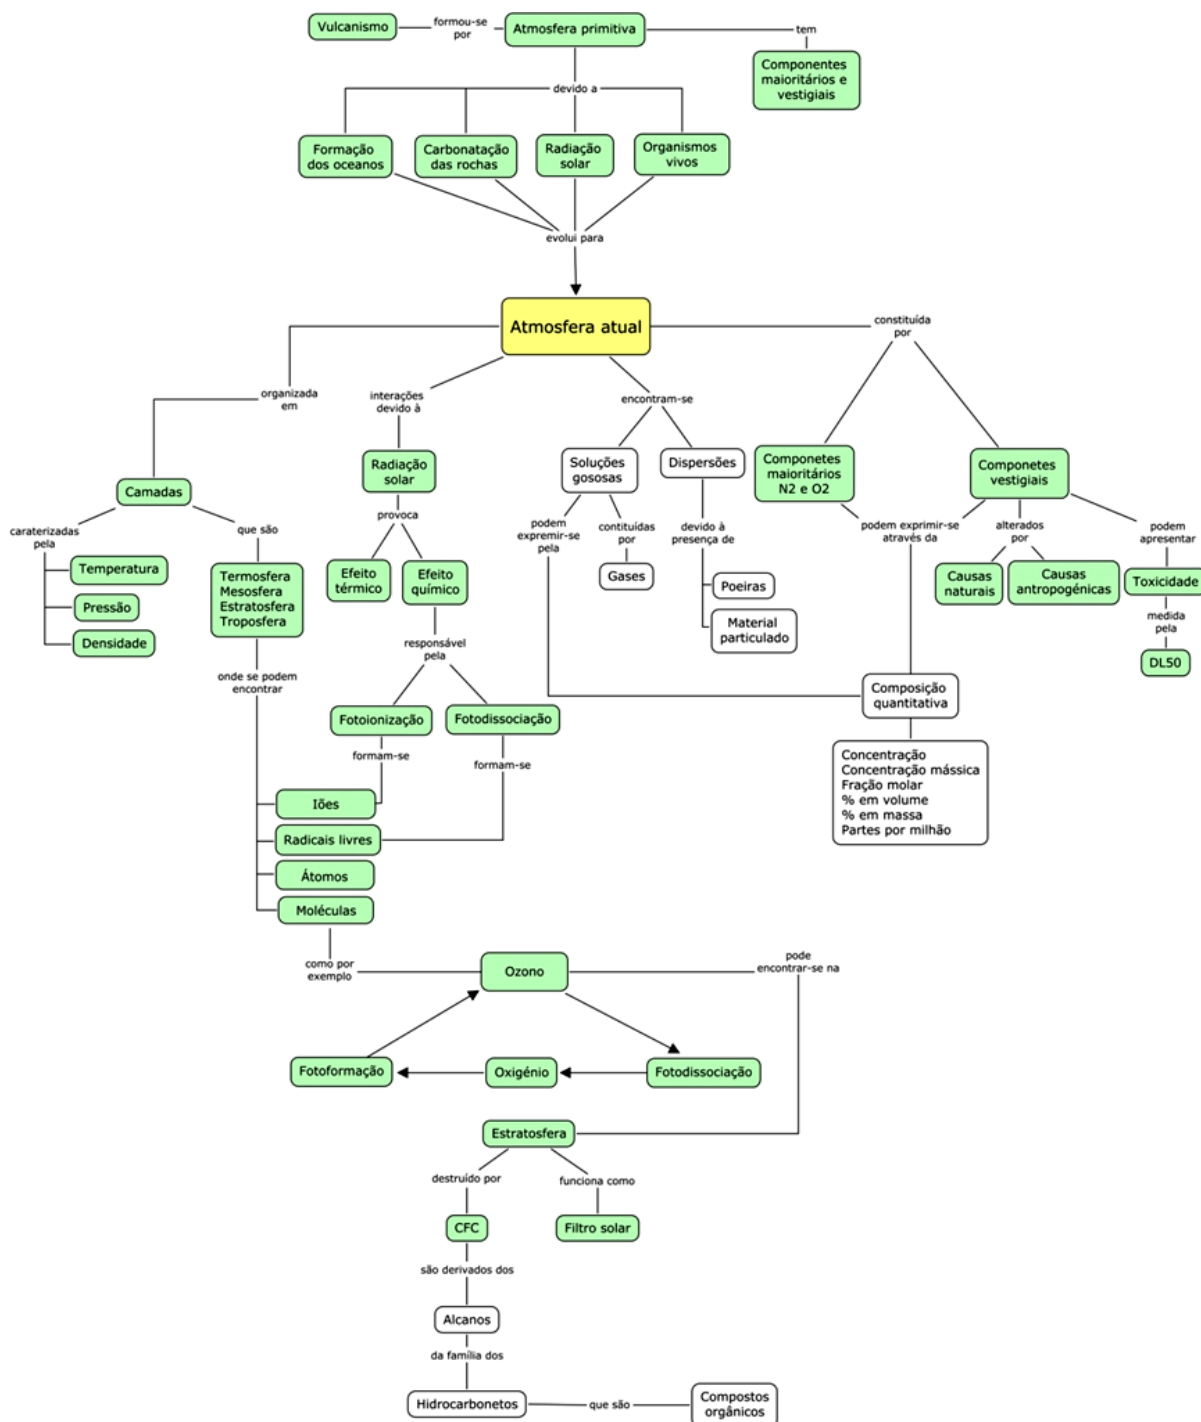 Vulcanismo
formou-se
por
Atmosfera primitiva
tem
Componentes
maioritários e
vestigiais
devido a
Formação
dos oceanos
Carbonatação
das rochas
Radiação
solar
Organismos
vivos
evolui para
Atmosfera atual
constituída
por
organizada
em
interações
devido à
encontram-se
Camadas
Radiação
solar
Soluções
gososas
Dispersões
Componetes
maioritários
N2 e O2
Componetes
vestigiais
caraterizadas
pela
que são
provoca
podem
expremir-se
pela
contituídas
por
devido à
presença de
podem exprimir-se
através da
alterados
por
podem
apresentar
Temperatura
Pressão
Densidade
Termosfera
Mesosfera
Estratosfera
Troposfera
Efeito
térmico
Efeito
químico
Gases
Poeiras
Material
particulado
Causas
naturais
Causas
antropogénicas
Toxicidade
medida
pela
DL50
onde se podem
encontrar
responsável
pela
Composição
quantitativa
Fotoionização
Fotodissociação
formam-se
formam-se
Concentração
Concentração mássica
Fração molar
% em volume
% em massa
Partes por milhão
Iões
Radicais livres
Átomos
Moléculas
como por
exemplo
Ozono
pode
encontrar-se na
Fotoformação
Oxigénio
Fotodissociação
Estratosfera
destruído por
funciona como
CFC
Filtro solar
são derivados dos
Alcanos
da família dos
Hidrocarbonetos
que são
Compostos
orgânicos